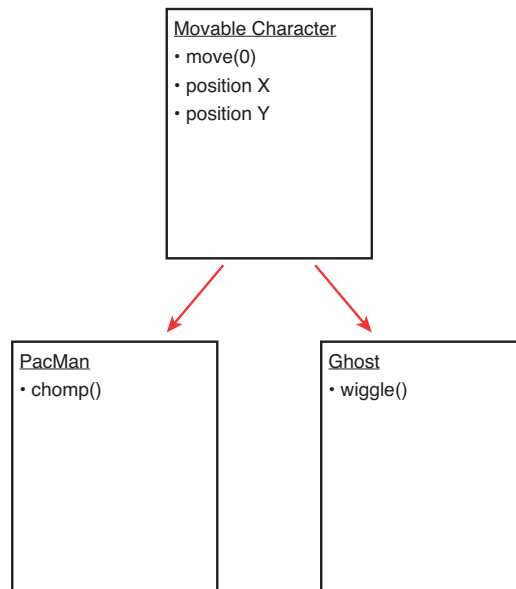 Movable Character
• move(0)
• position X
• position Y
PacMan
• chomp()
Ghost
• wiggle()